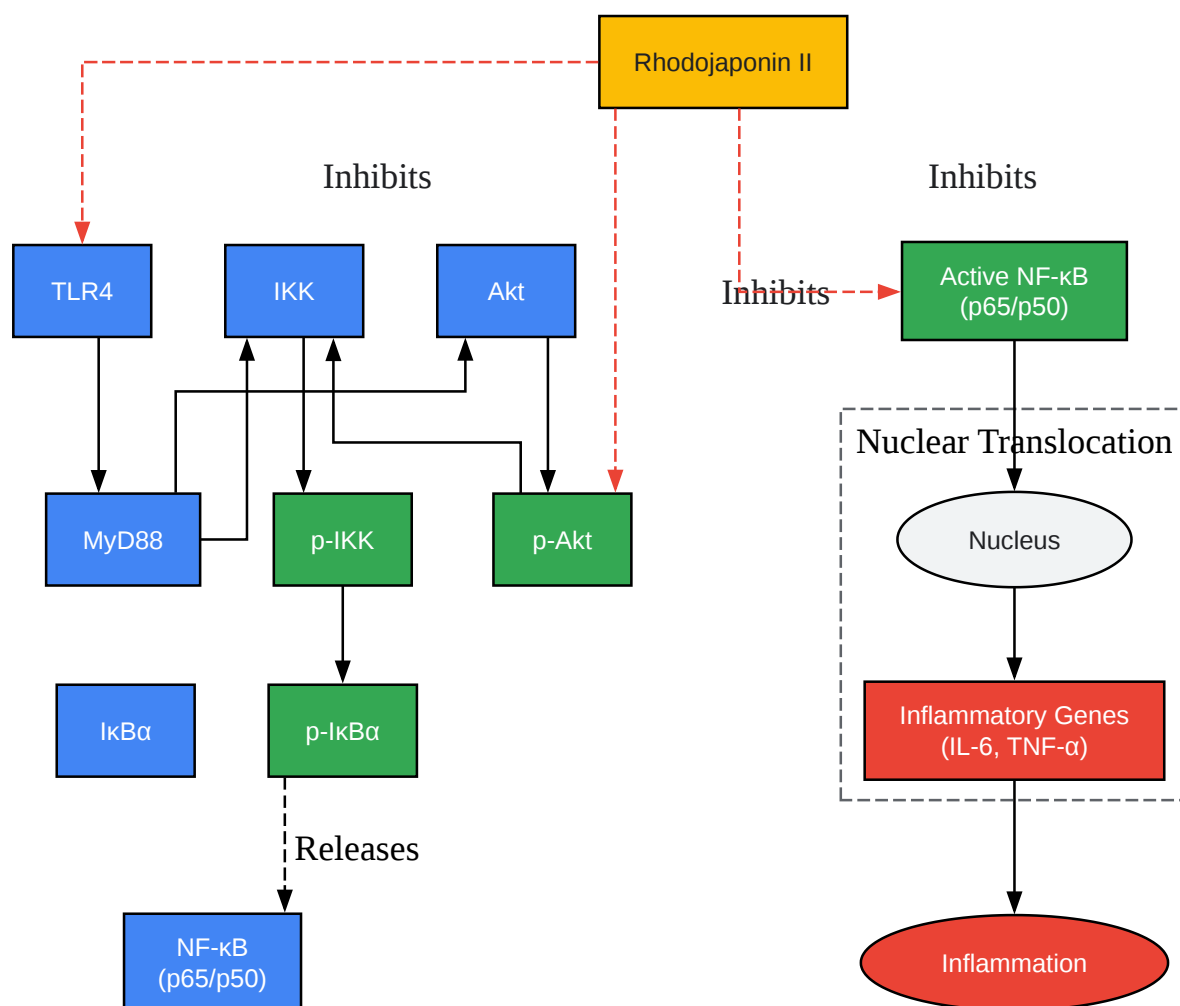 Rhodojaponin II
Inhibits
Inhibits
TLR4
IKK
Akt
Inhibits
Active NF-κB
(p65/p50)
Nuclear Translocation
MyD88
p-IKK
p-Akt
Nucleus
IκBα
p-IκBα
Inflammatory Genes
(IL-6, TNF-α)
Releases
NF-κB
(p65/p50)
Inflammation